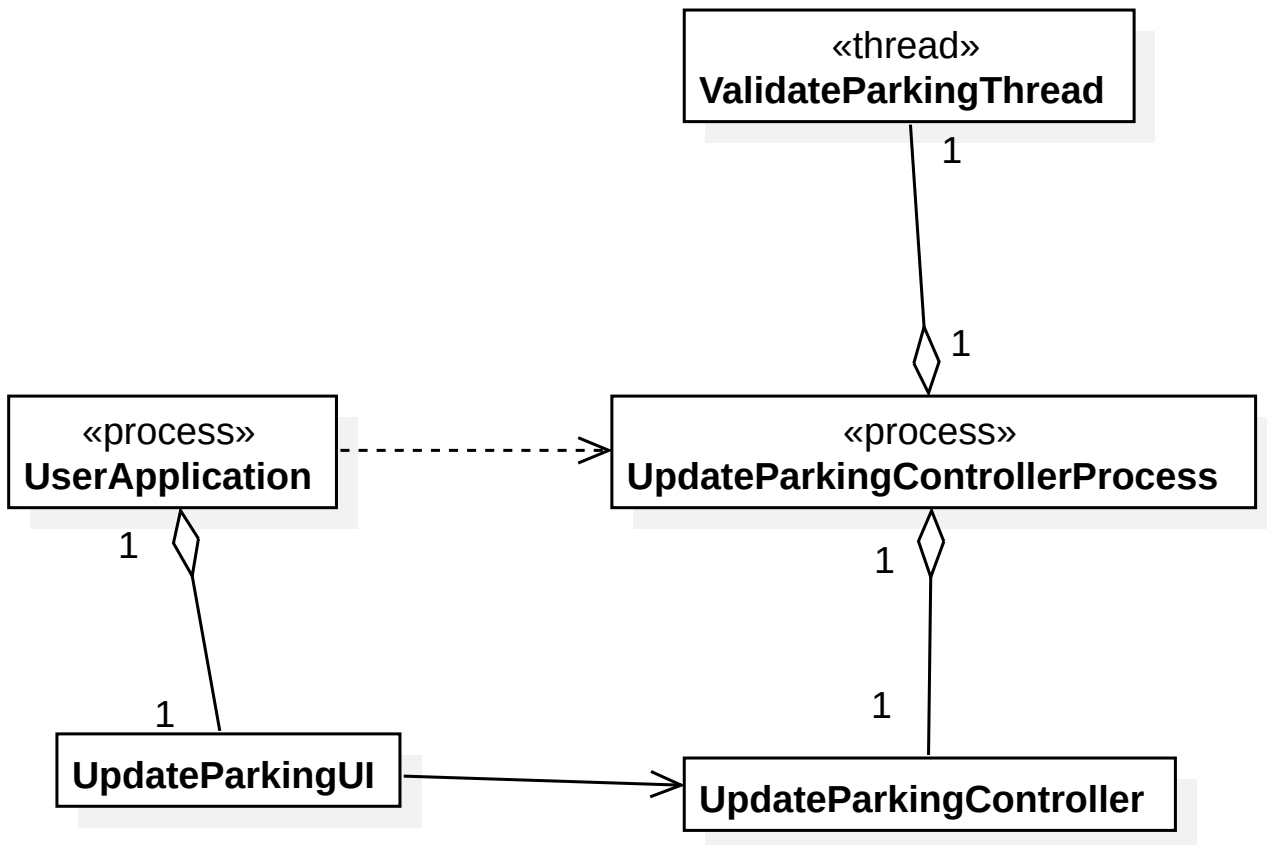 «thread»
ValidateParkingThread
1
1
«process»
UserApplication
«process»
UpdateParkingControllerProcess
1
1
1
1
UpdateParkingUI
UpdateParkingController